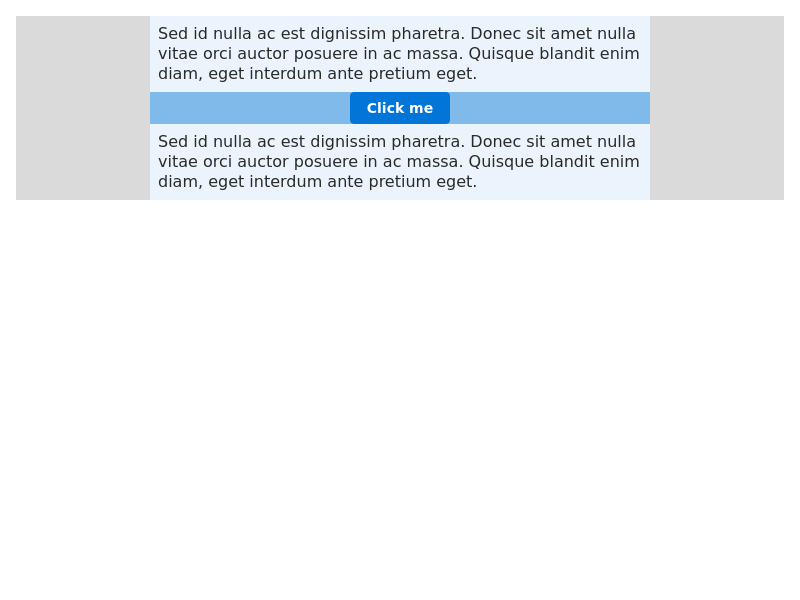 Sed id nulla ac est dignissim pharetra. Donec sit amet nulla
vitae orci auctor posuere in ac massa. Quisque blandit enim
diam, eget interdum ante pretium eget.
Click me
Sed id nulla ac est dignissim pharetra. Donec sit amet nulla
vitae orci auctor posuere in ac massa. Quisque blandit enim
diam, eget interdum ante pretium eget.